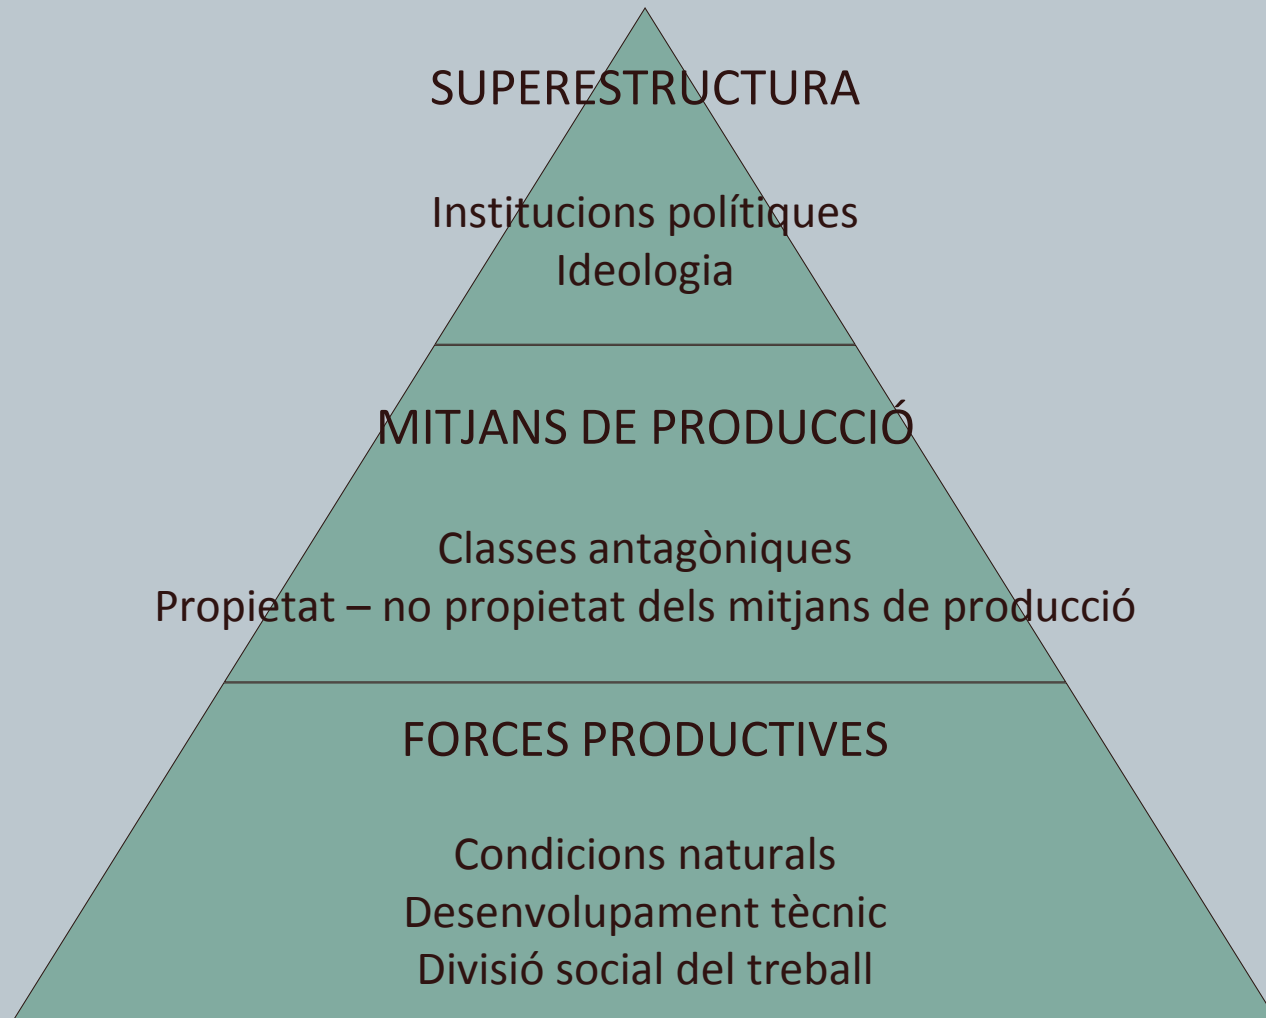 SUPERESTRUCTURA
Institucions polítiques
Ideologia
MITJANS DE PRODUCCIÓ
Classes antagòniques
Propietat – no propietat dels mitjans de producció
FORCES PRODUCTIVES
Condicions naturals
Desenvolupament tècnic
Divisió social del treball